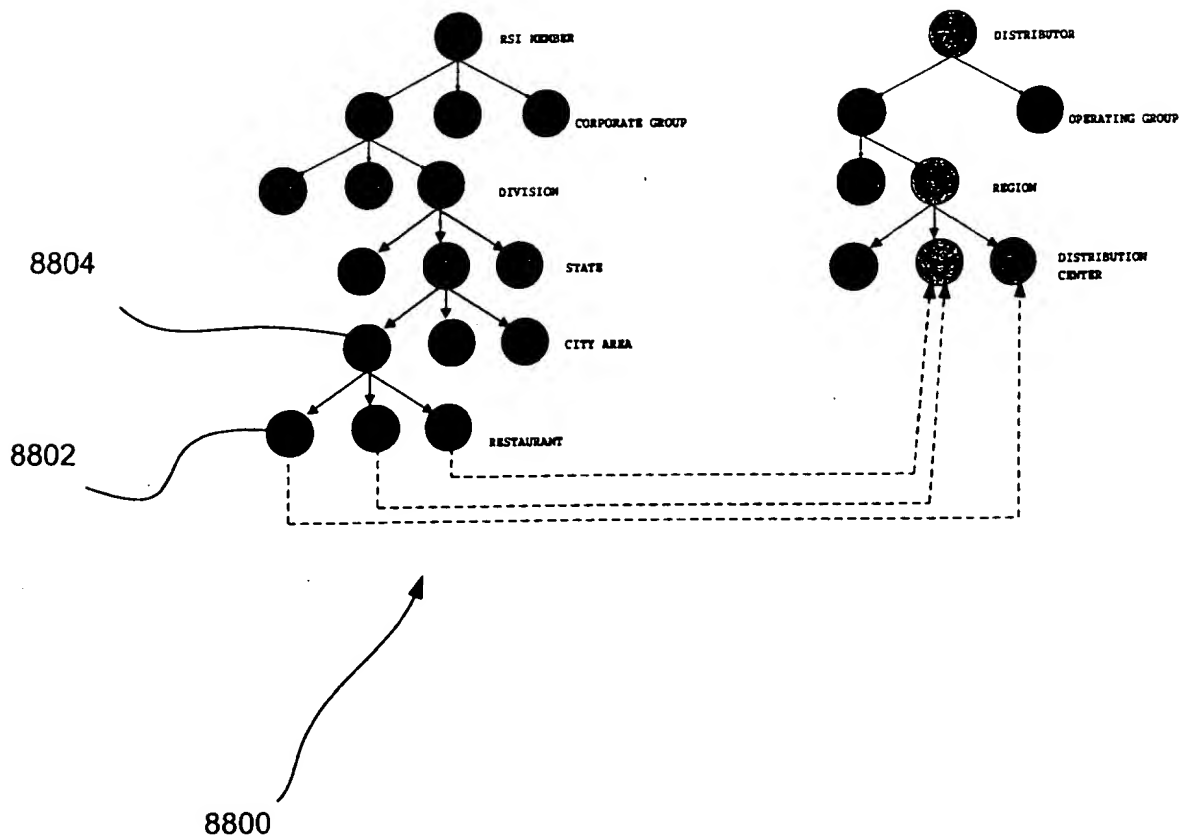 RSI MEMBER
DISTRIBUTOR
CORPORATE GROUP
OPERATING GROUP
DIVISION
REGION
8804
STATE
DISTRIBUTION
CENTER
CITY AREA
8802
RESTAURANT
8800